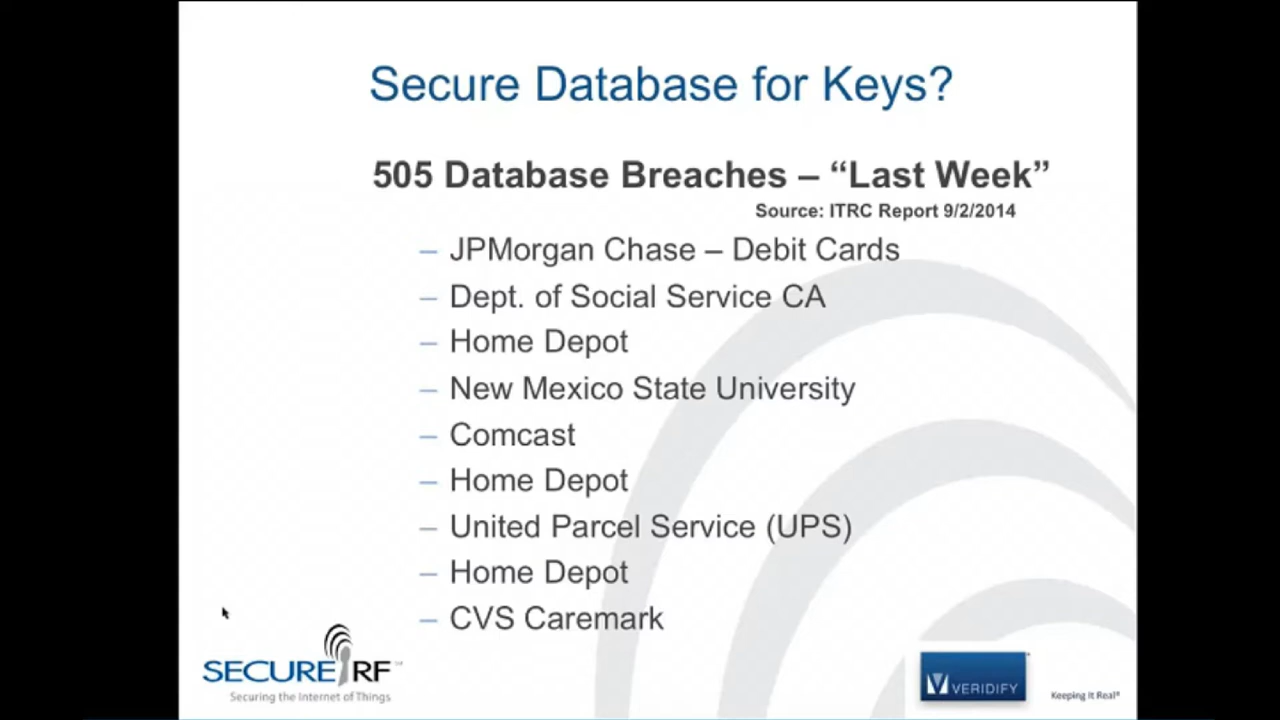 Secure Database for Keys?
505 Database Breaches – “Last Week”
Source: ITRC Report 9/2/2014
– JPMorgan Chase – Debit Cards
– Dept. of Social Service CA
– Home Depot
– New Mexico State University
– Comcast
– Home Depot
– United Parcel Service (UPS)
– Home Depot
– CVS Caremark
SECURE RF™
Securing the Internet of Things
VERIDIFY
Keeping it Real®